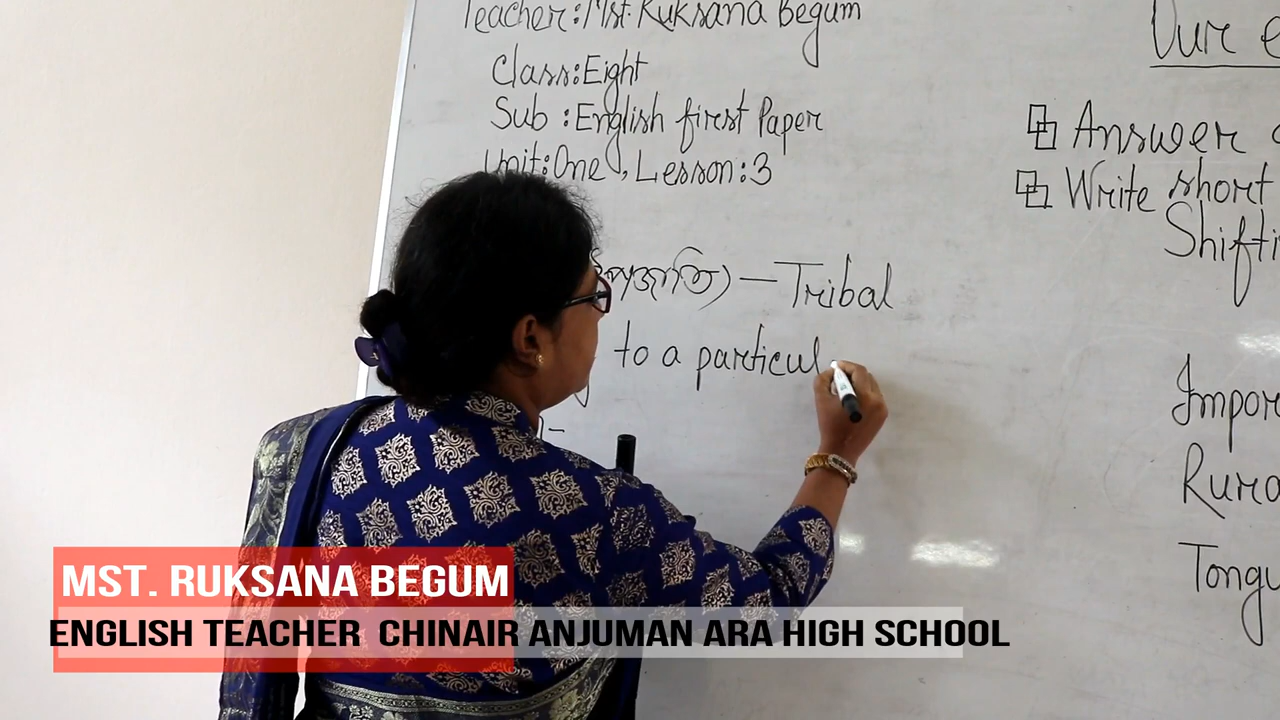 Teacher: Mst. Ruksana Begum
Class: Eight
Sub : English first Paper
Unit: One, Lesson: 3
উপজাতি) — Tribal
to a particul
Our
Answer
Write short
Shifti
Impor
Rura
Tongu
MST. RUKSANA BEGUM
ENGLISH TEACHER CHINAIR ANJUMAN ARA HIGH SCHOOL